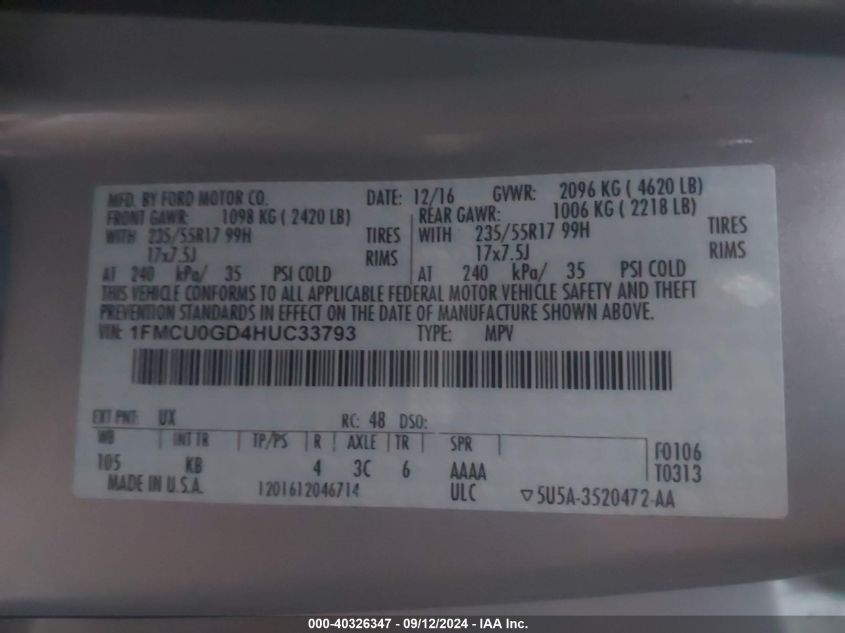 MFD. BY FORD MOTOR CO. DATE: 12/16 GVWR: 2096 KG ( 4620 LB)
FRONT GAWR: 1098 KG ( 2420 LB) REAR GAWR: 1006 KG ( 2218 LB)
WITH 235/55R17 99H TIRES WITH 235/55R17 99H TIRES
17x7.5J RIMS 17x7.5J RIMS
AT 240 kPa/ 35 PSI COLD AT 240 kPa/ 35 PSI COLD
THIS VEHICLE CONFORMS TO ALL APPLICABLE FEDERAL MOTOR VEHICLE SAFETY AND THEFT
PREVENTION STANDARDS IN EFFECT ON THE DATE OF MANUFACTURE SHOWN ABOVE.
VIN: 1FMCU0GD4HUC33793 TYPE: MPV
EXT PNT: UX RC: 48 DSO:
WB INT TR TP/PS R AXLE TR SPR F0106
105 KB 4 3C 6 AAAA T0313
MADE IN U.S.A. 1201612046714 ULC ▽5U5A-3520472-AA
000-40326347 - 09/12/2024 - IAA Inc.